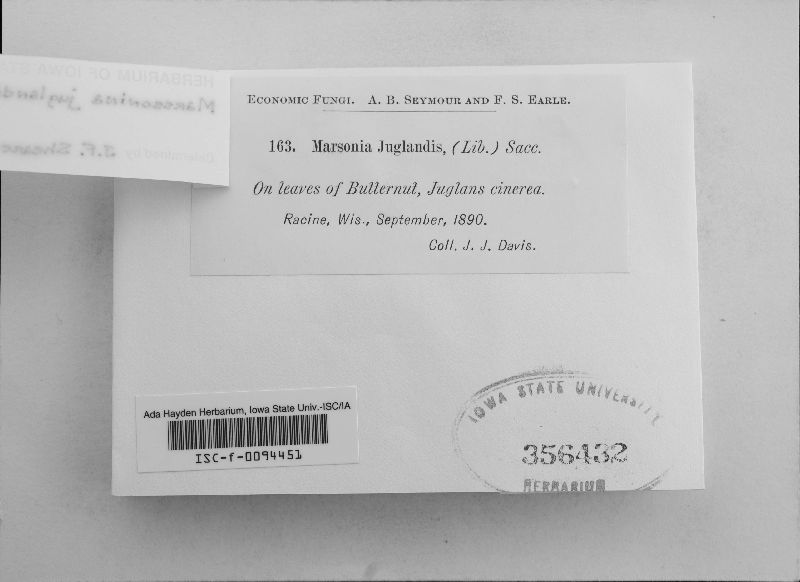 HERBARIUM OF IOWA STA
Marssonina juglandi
Determined by J.F. Shear
ECONOMIC FUNGI. A. B. SEYMOUR AND F. S. EARLE.
163. Marsonia Juglandis, (Lib.) Sacc.
On leaves of Butternut, Juglans cinerea.
Racine, Wis., September, 1890.
Coll. J. J. Davis.
Ada Hayden Herbarium, Iowa State Univ.-ISC/IA
ISC-f-0094451
IOWA STATE UNIVERSITY
356432
HERBARIUM